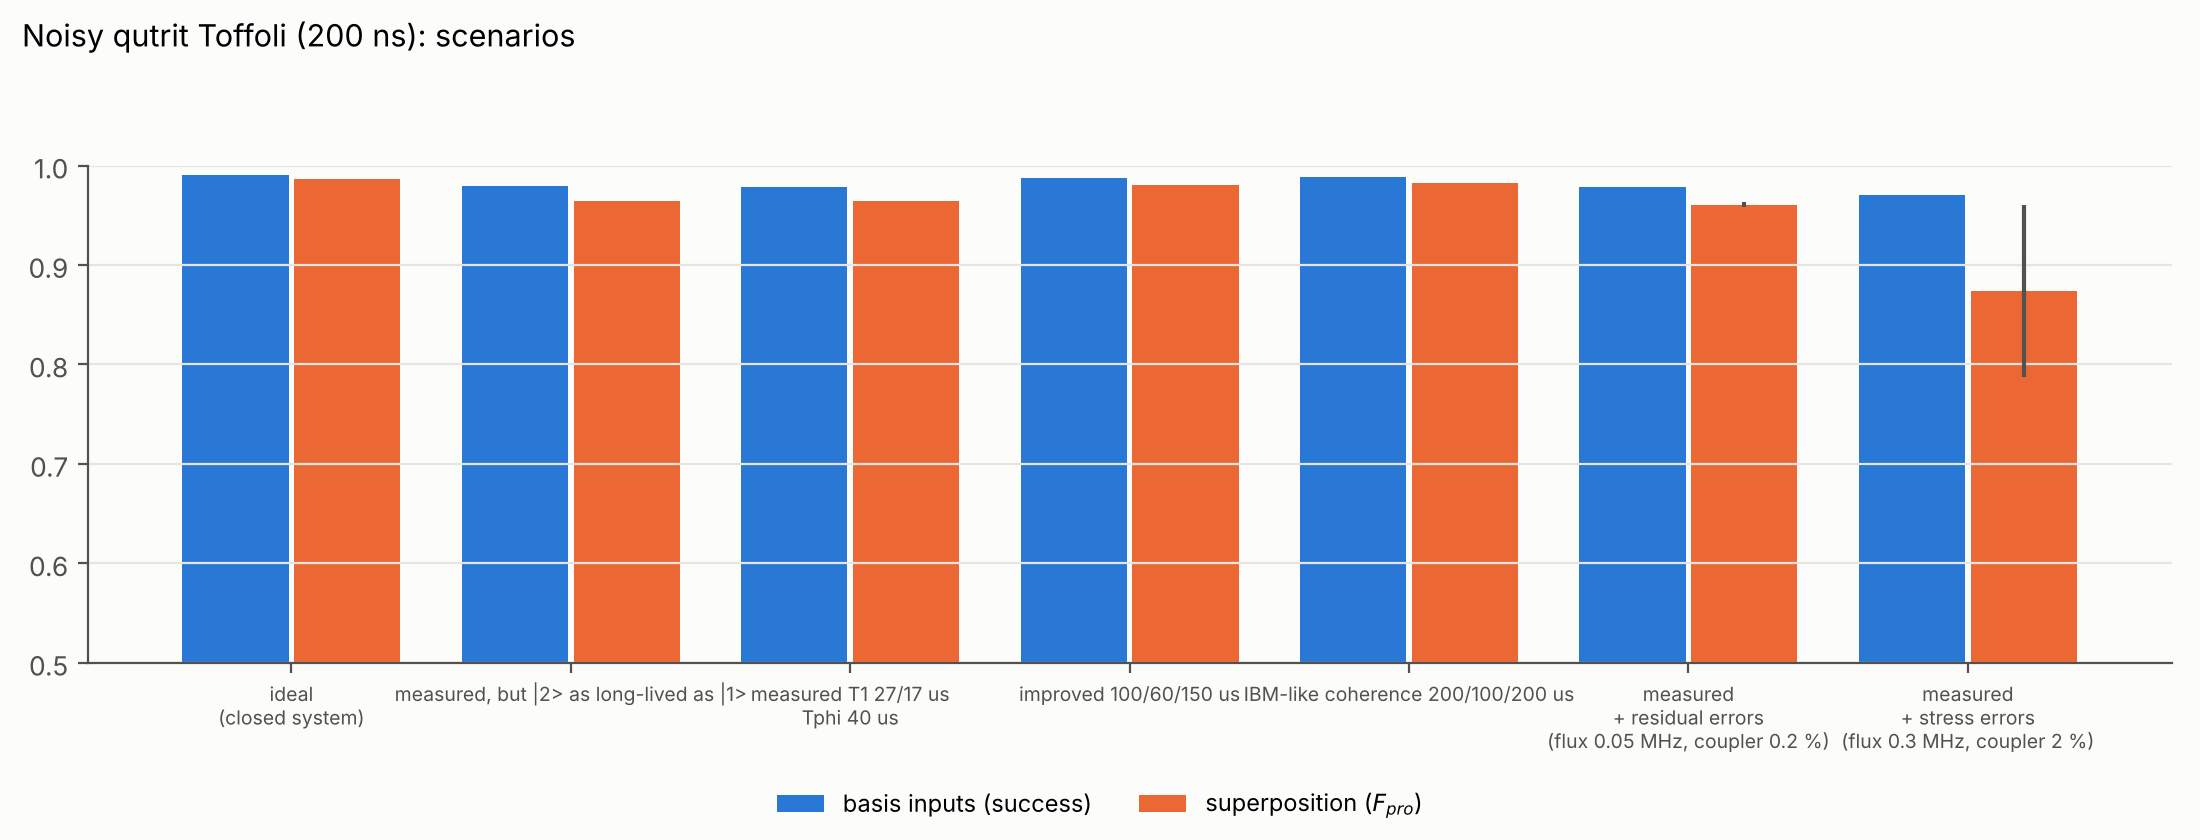 Noisy qutrit Toffoli (200 ns): scenarios
1.0
0.9
0.8
0.7
0.6
0.5
ideal
(closed system)
measured, but |2> as long-lived as |1>
measured T1 27/17 us
Tphi 40 us
improved 100/60/150 us
IBM-like coherence 200/100/200 us
measured
+ residual errors
(flux 0.05 MHz, coupler 0.2 %)
measured
+ stress errors
(flux 0.3 MHz, coupler 2 %)
basis inputs (success)
superposition (Fpro)